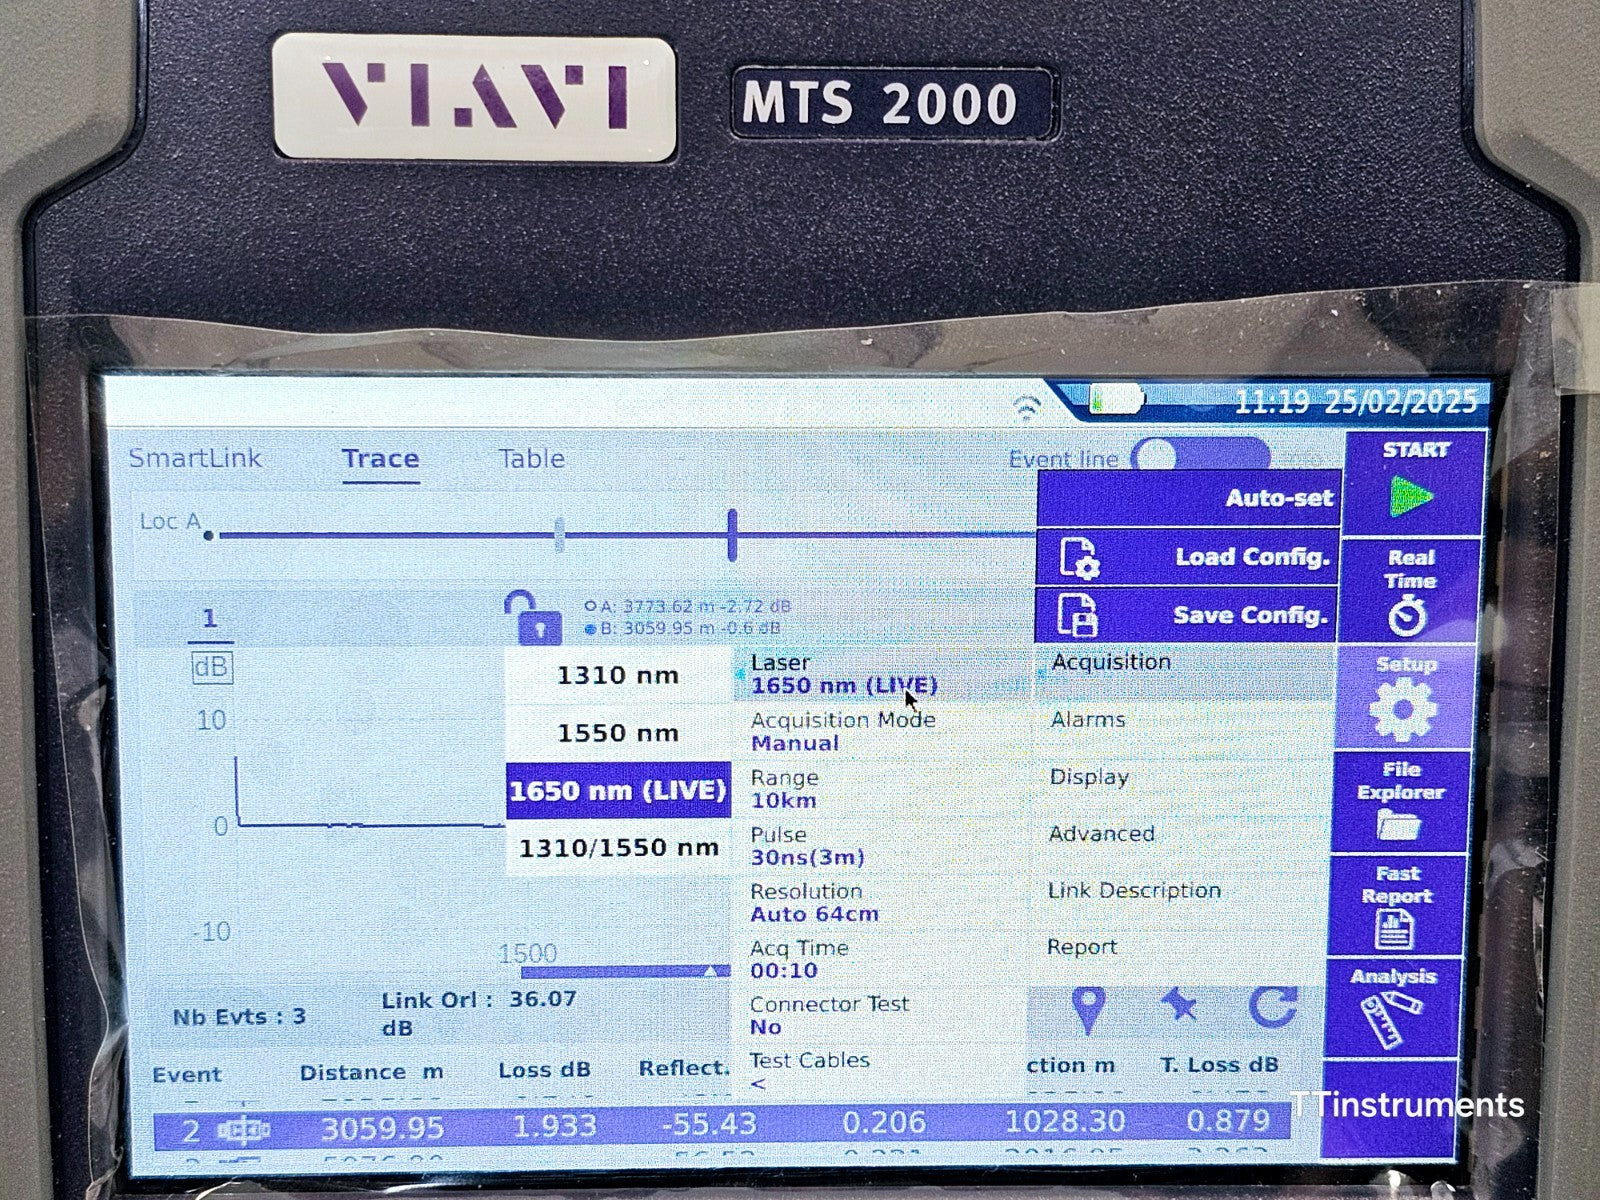 VIAVI
MTS 2000
11:19 25/02/2025
SmartLink
Trace
Table
Event line
START
Auto-set
Loc A
Load Config.
Real
Time
Save Config.
1
A: 3773.62 m -2.72 dB
B: 3059.95 m -0.6 dB
dB
1310 nm
Laser
1650 nm (LIVE)
Acquisition
Setup
10
1550 nm
Acquisition Mode
Manual
Alarms
1650 nm (LIVE)
Range
10km
Display
File
Explorer
0
1310/1550 nm
Pulse
30ns(3m)
Advanced
Resolution
Auto 64cm
Link Description
Fast
Report
-10
1500
Acq Time
00:10
Report
Analysis
Nb Evts : 3
Link Orl : 36.07
dB
Connector Test
No
Test Cables
<
Event
Distance m
Loss dB
Reflect.
ction m
T. Loss dB
2 3059.95 1.933 -55.43 0.206 1028.30 0.879
TTinstruments